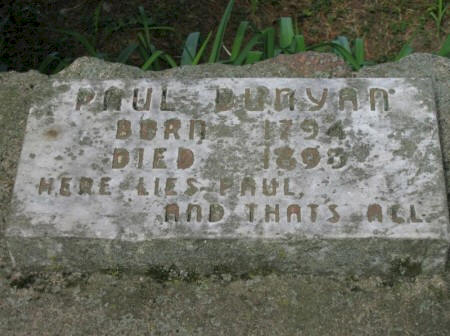 PAUL BUNYAN
BORN 1794
DIED 1899
HERE LIES PAUL,
AND THATS ALL.